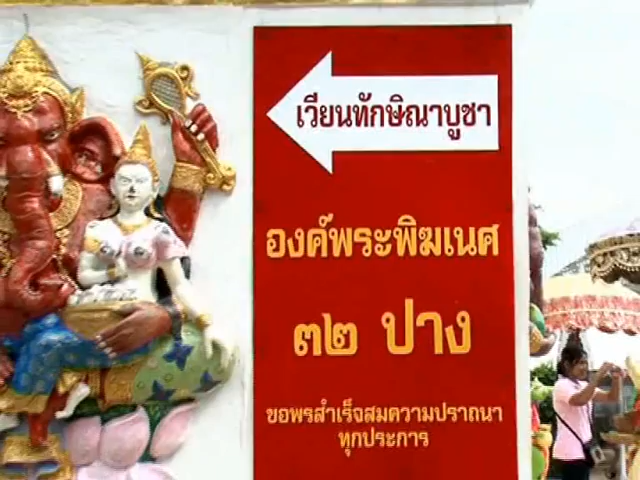 เวียนทักษิณาบูชา
องค์พระพิฆเนศ
๓๒ ปาง
ขอพรสำเร็จสมความปรารถนา
ทุกประการ